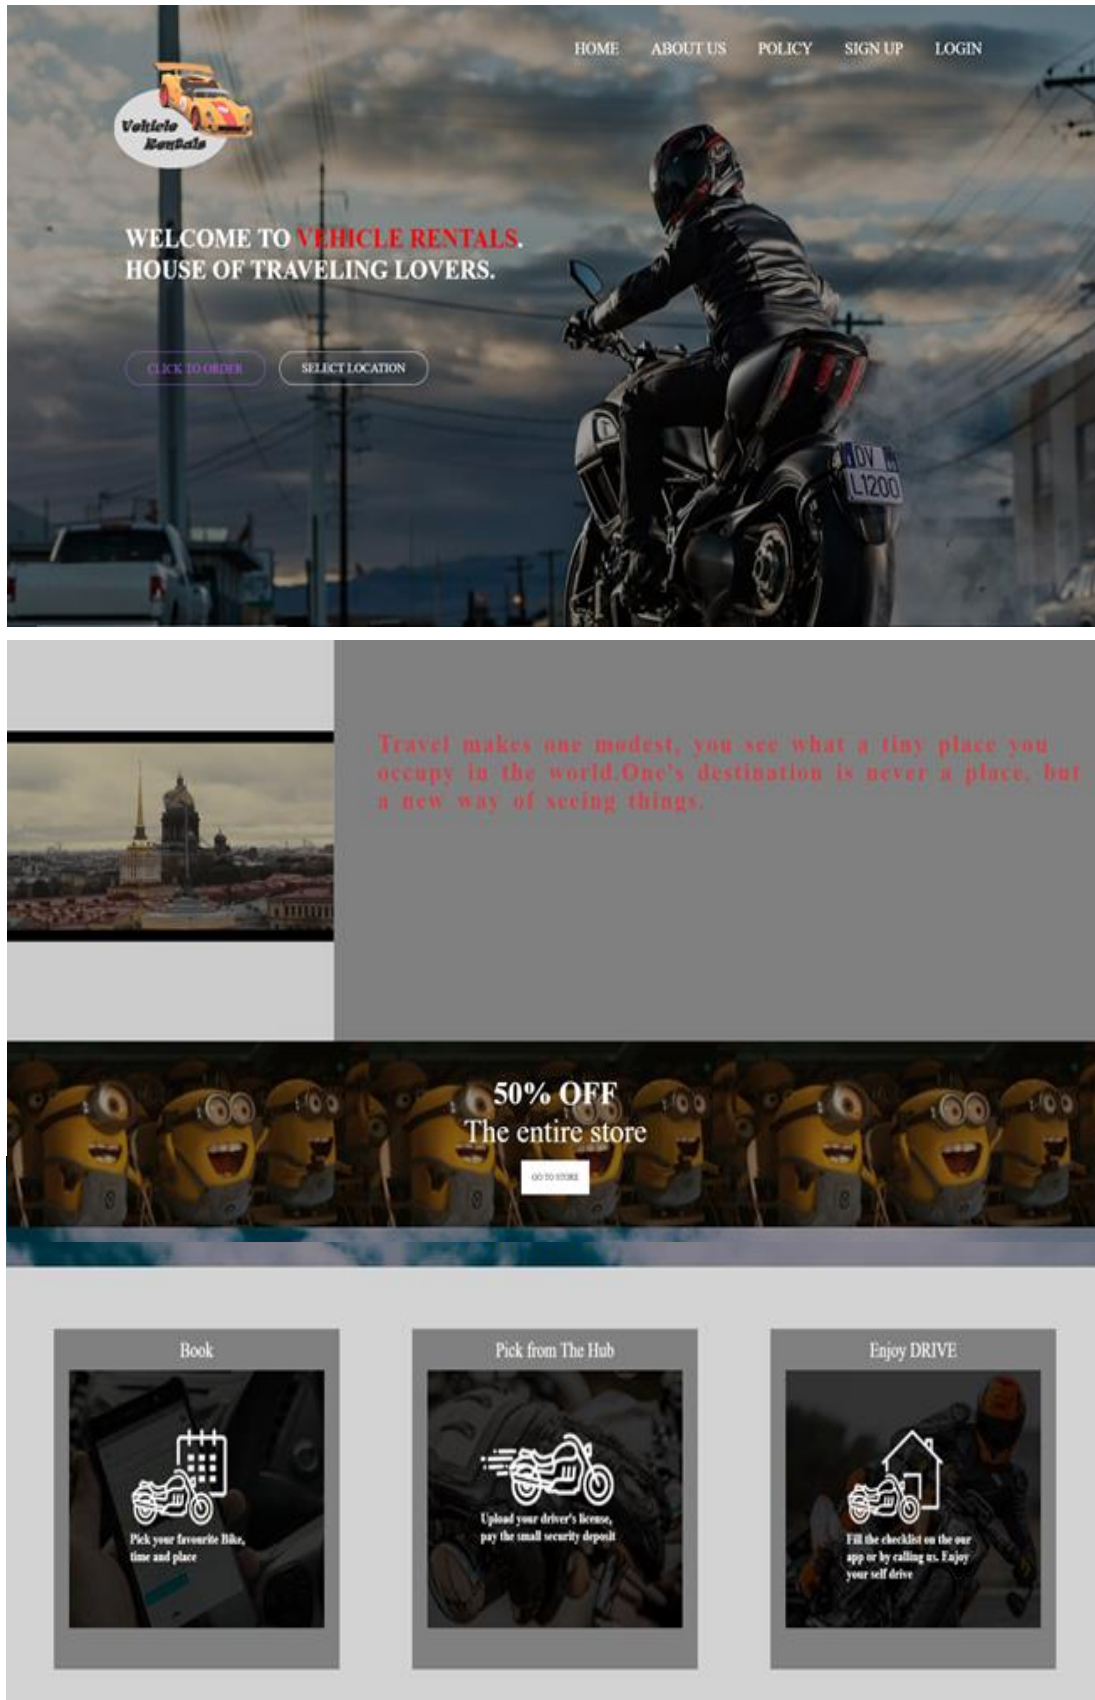 HOME ABOUT US POLICY SIGN UP LOGIN
Vehicle
Rentals
WELCOME TO VEHICLE RENTALS.
HOUSE OF TRAVELING LOVERS.
CLICK TO ORDER SELECT LOCATION
DV
L1200
Travel makes one modest, you see what a tiny place you
occupy in the world.One's destination is never a place, but
a new way of seeing things.
50% OFF
The entire store
GO TO STORE
Book
Pick your favourite Bike,
time and place
Pick from The Hub
Upload your driver's license,
pay the small security deposit
Enjoy DRIVE
Fill the checklist on the our
app or by calling us. Enjoy
your self drive